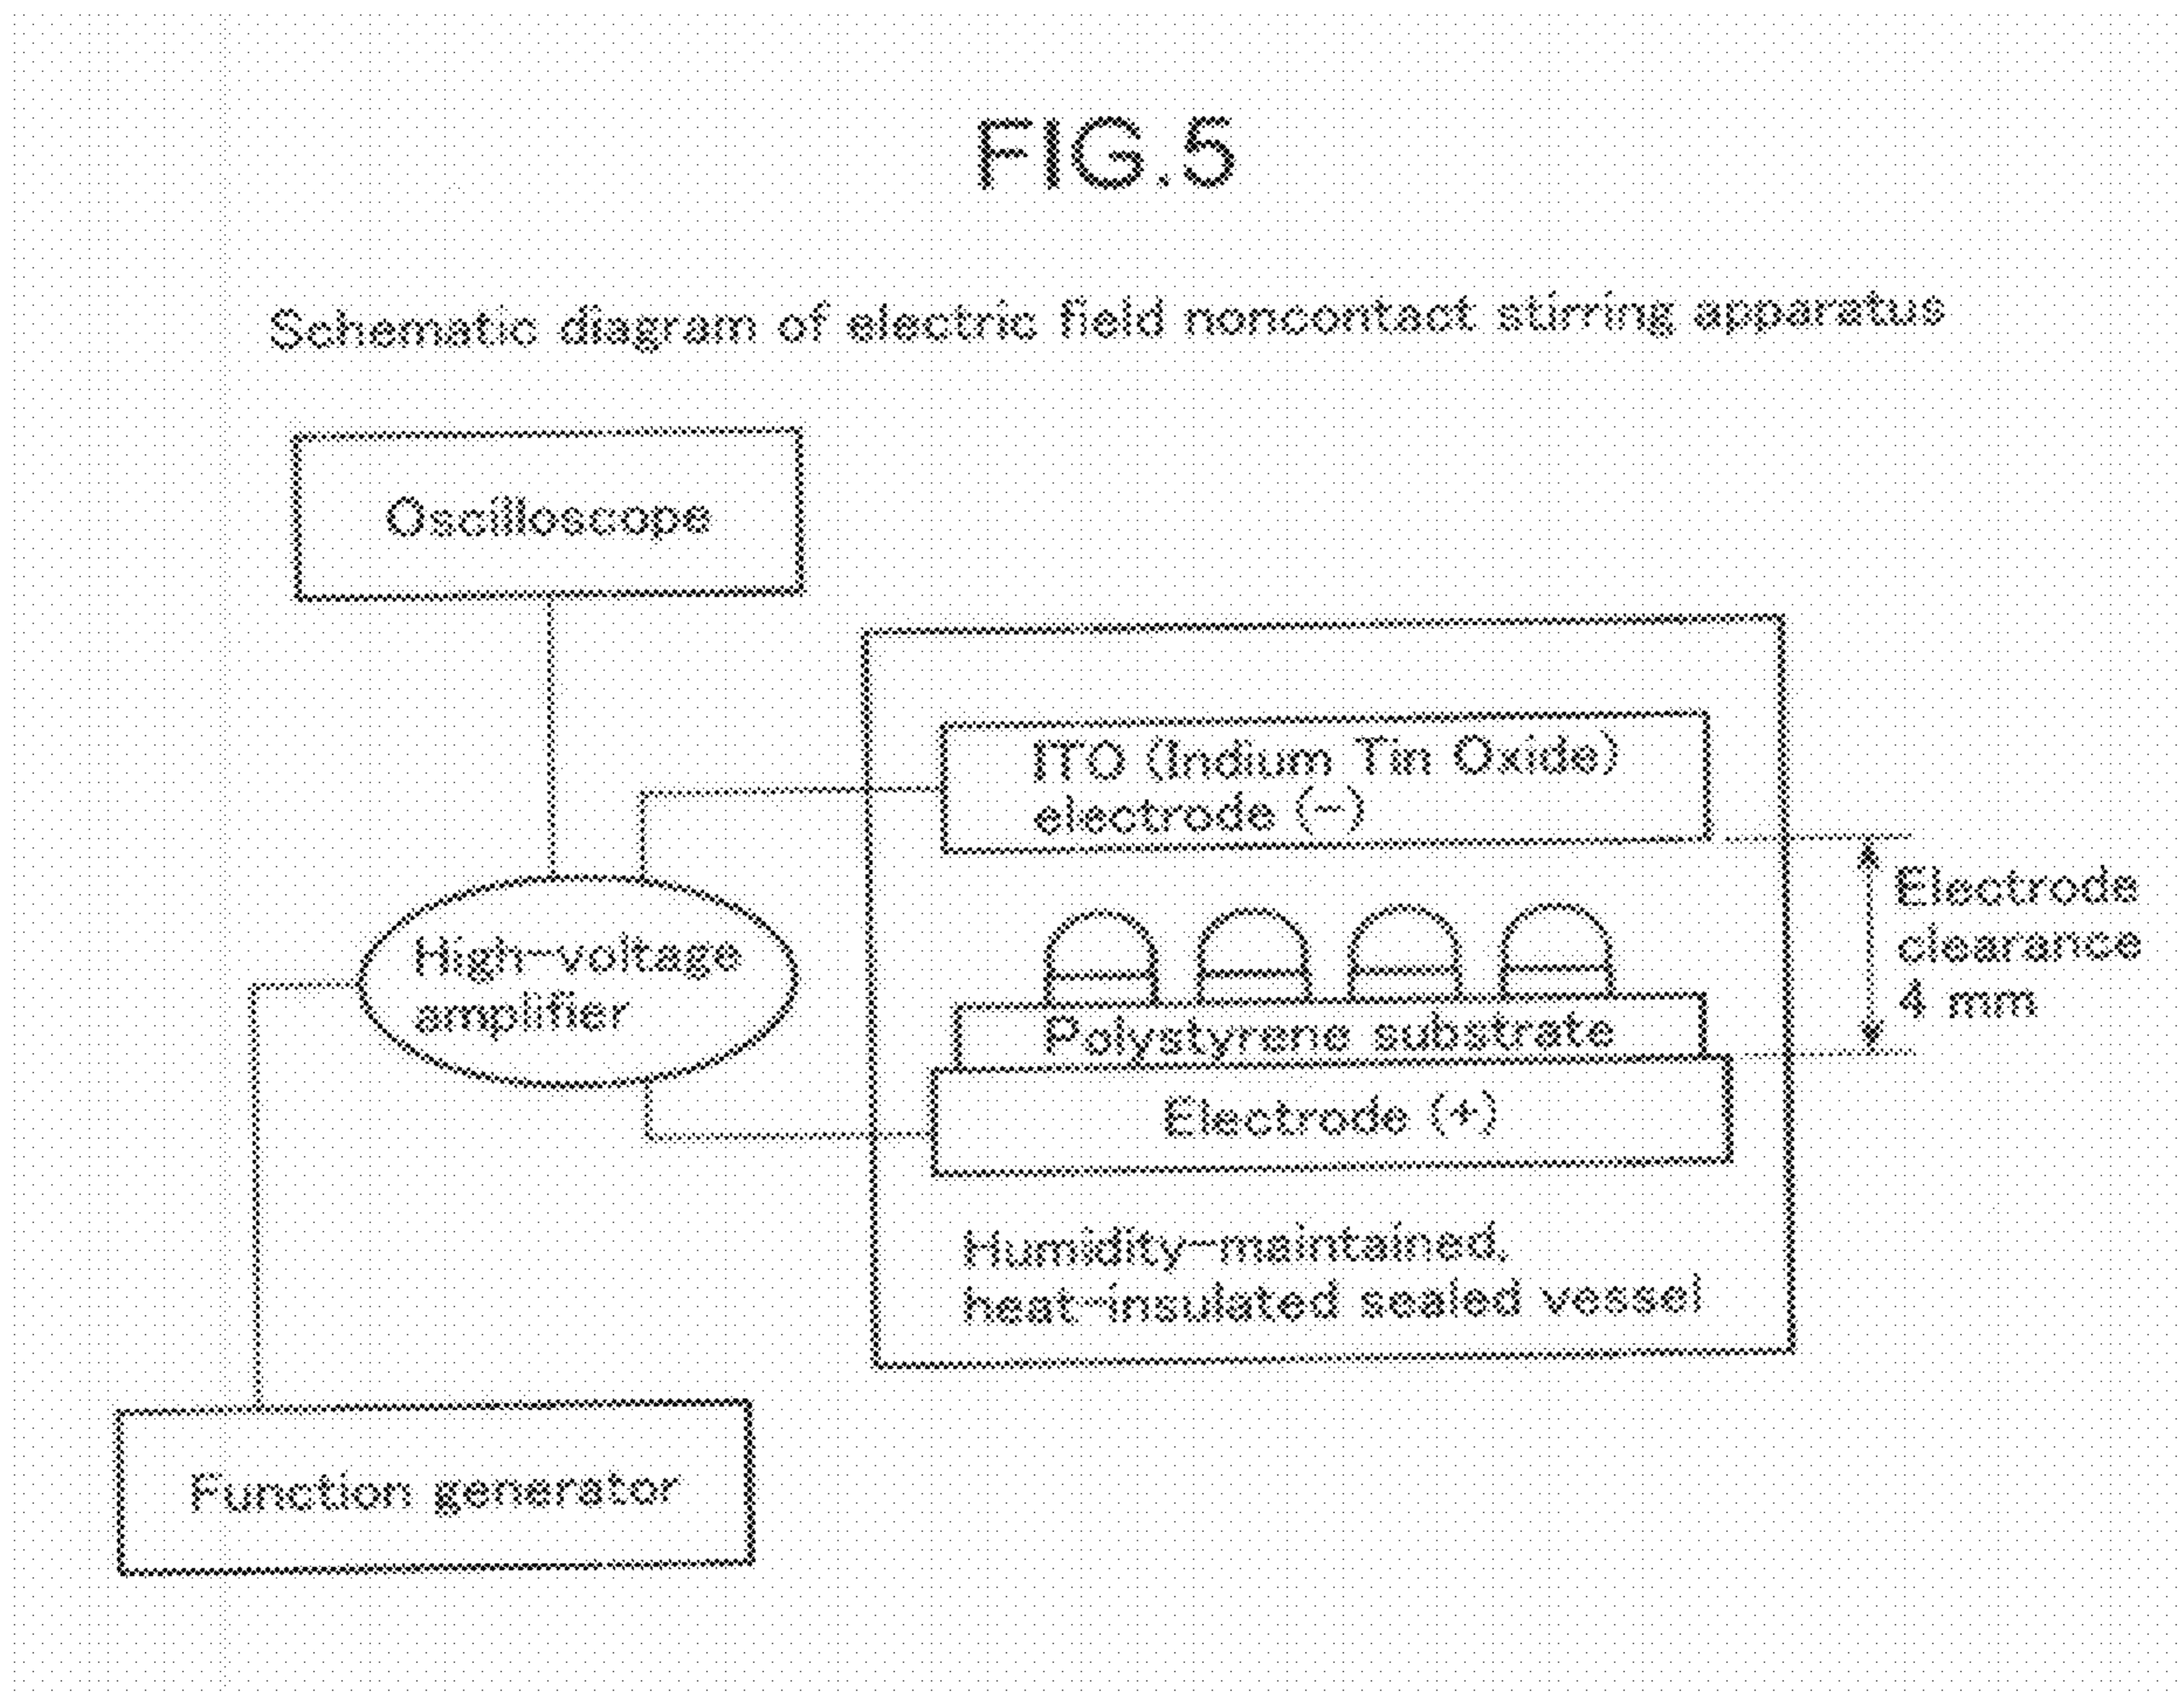 FIG.5
Schematic diagram of electric field noncontact stirring apparatus
Oscilloscope
ITO (Indium Tin Oxide)
electrode (−)
Electrode
clearance
4 mm
High-voltage
amplifier
Polystyrene substrate
Electrode (+)
Humidity-maintained,
heat-insulated sealed vessel
Function generator